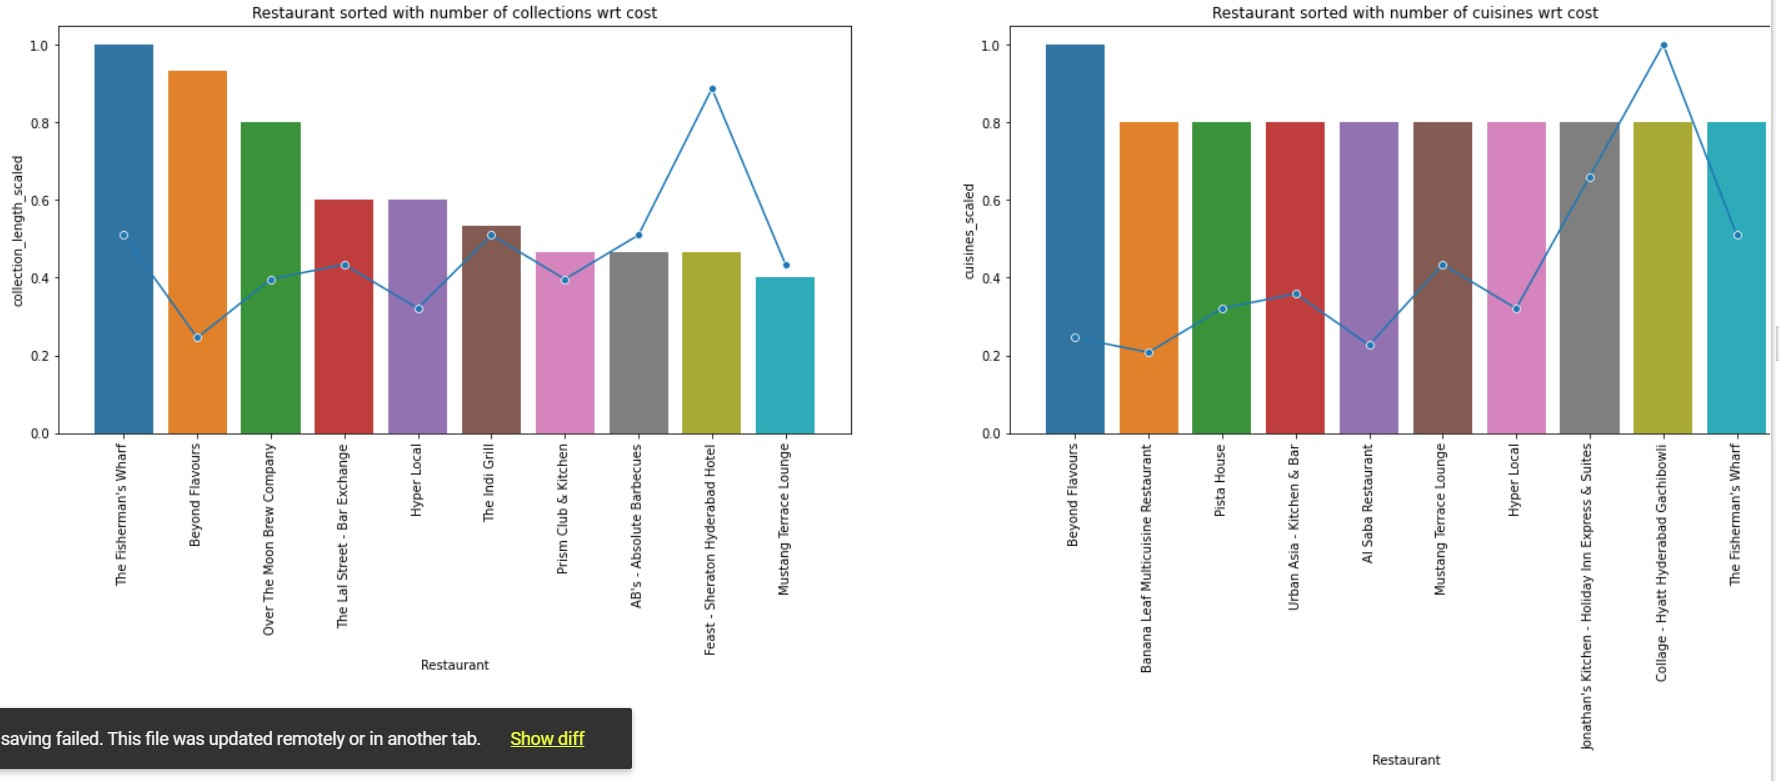 Restaurant sorted with number of collections wrt cost
collection_length_scaled
1.0
0.8
0.6
0.4
0.2
0.0
The Fisherman's Wharf
Beyond Flavours
Over The Moon Brew Company
The Lal Street - Bar Exchange
Hyper Local
The Indi Grill
Prism Club & Kitchen
AB's - Absolute Barbecues
Feast - Sheraton Hyderabad Hotel
Mustang Terrace Lounge
Restaurant
Restaurant sorted with number of cuisines wrt cost
cuisines_scaled
1.0
0.8
0.6
0.4
0.2
0.0
Beyond Flavours
Banana Leaf Multicuisine Restaurant
Pista House
Urban Asia - Kitchen & Bar
Al Saba Restaurant
Mustang Terrace Lounge
Hyper Local
Jonathan's Kitchen - Holiday Inn Express & Suites
Collage - Hyatt Hyderabad Gachibowli
The Fisherman's Wharf
Restaurant
saving failed. This file was updated remotely or in another tab. Show diff